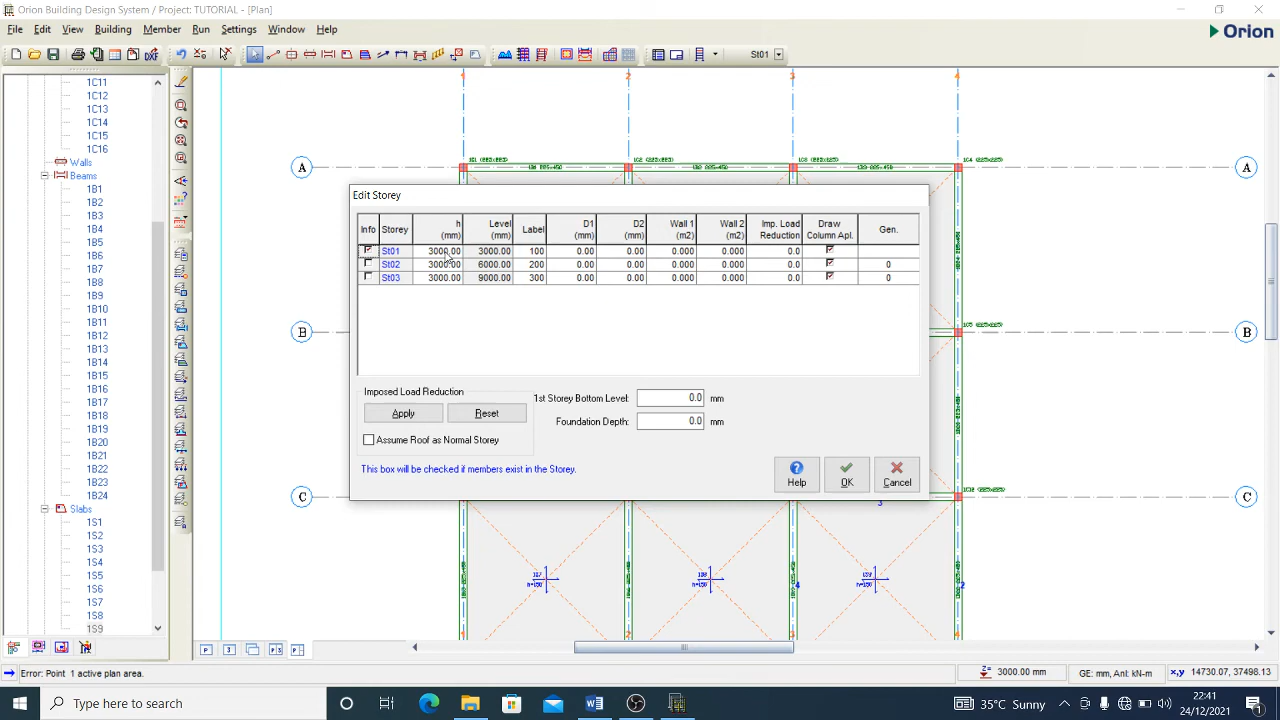 Orion Building Design System / Project: TUTORIAL - [Plan]
File Edit View Building Member Run Settings Window Help
Orion
St01
1C11
1C12
1C13
1C14
1C15
1C16
Walls
Beams
1B1
1B2
1B3
1B4
1B5
1B6
1B7
1B8
1B9
1B10
1B11
1B12
1B13
1B14
1B15
1B16
1B17
1B18
1B19
1B20
1B21
1B22
1B23
1B24
Slabs
1S1
1S2
1S3
1S4
1S5
1S6
1S7
1S8
1S9
1 2 3 4
A A
B B
C C
Edit Storey
Info Storey h (mm) Level (mm) Label D1 (mm) D2 (mm) Wall 1 (m2) Wall 2 (m2) Imp. Load Reduction Draw Column Apl. Gen.
St01 3000.00 3000.00 100 0.00 0.00 0.000 0.000 0.0
St02 3000.00 6000.00 200 0.00 0.00 0.000 0.000 0.0 0
St03 3000.00 9000.00 300 0.00 0.00 0.000 0.000 0.0 0
Imposed Load Reduction
Apply Reset
Assume Roof as Normal Storey
1st Storey Bottom Level: 0.0 mm
Foundation Depth: 0.0 mm
This box will be checked if members exist in the Storey.
Help OK Cancel
Error: Point 1 active plan area.
Z= 3000.00 mm
GE: mm, Anl: kN-m
x,y 14730.07, 37498.13
Type here to search
35°C Sunny
22:41
24/12/2021